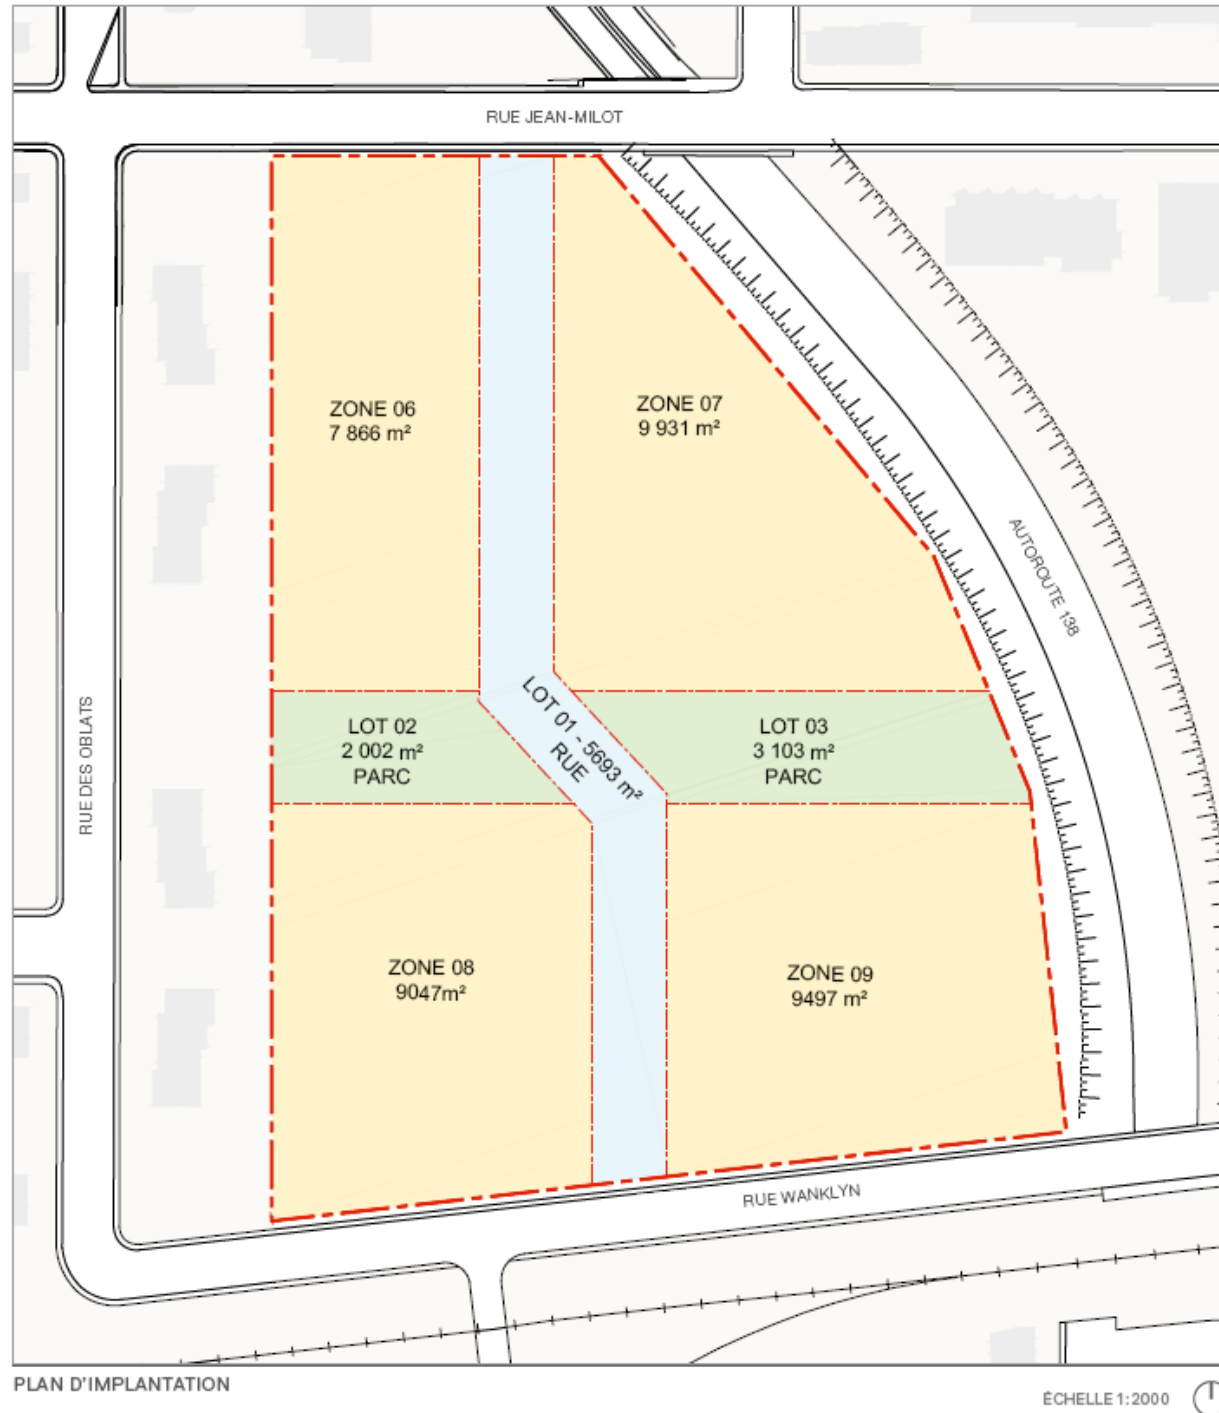 RUE JEAN-MILOT
ZONE 06
7 866 m²
ZONE 07
9 931 m²
AUTOROUTE 138
RUE DES OBLATS
LOT 02
2 002 m²
PARC
LOT 01 - 5693 m²
RUE
LOT 03
3 103 m²
PARC
ZONE 08
9047m²
ZONE 09
9497 m²
RUE WANKLYN
PLAN D'IMPLANTATION
ÉCHELLE 1:2000